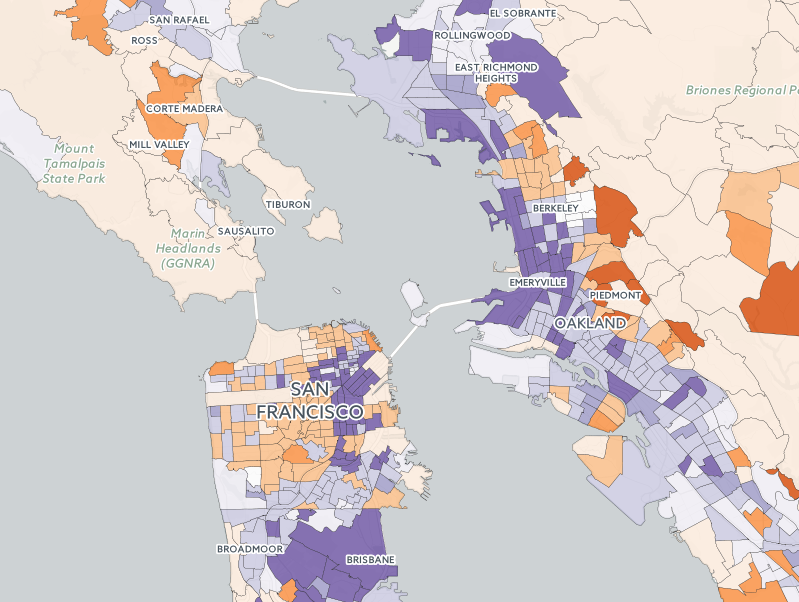 EL SOBRANTE
SAN RAFAEL
ROLLINGWOOD
ROSS
EAST RICHMOND
HEIGHTS
Briones Regional Pa
CORTE MADERA
MILL VALLEY
Mount
Tamalpais
State Park
TIBURON
BERKELEY
SAUSALITO
Marin
Headlands
(GGNRA)
EMERYVILLE
PIEDMONT
OAKLAND
SAN
FRANCISCO
BROADMOOR
BRISBANE